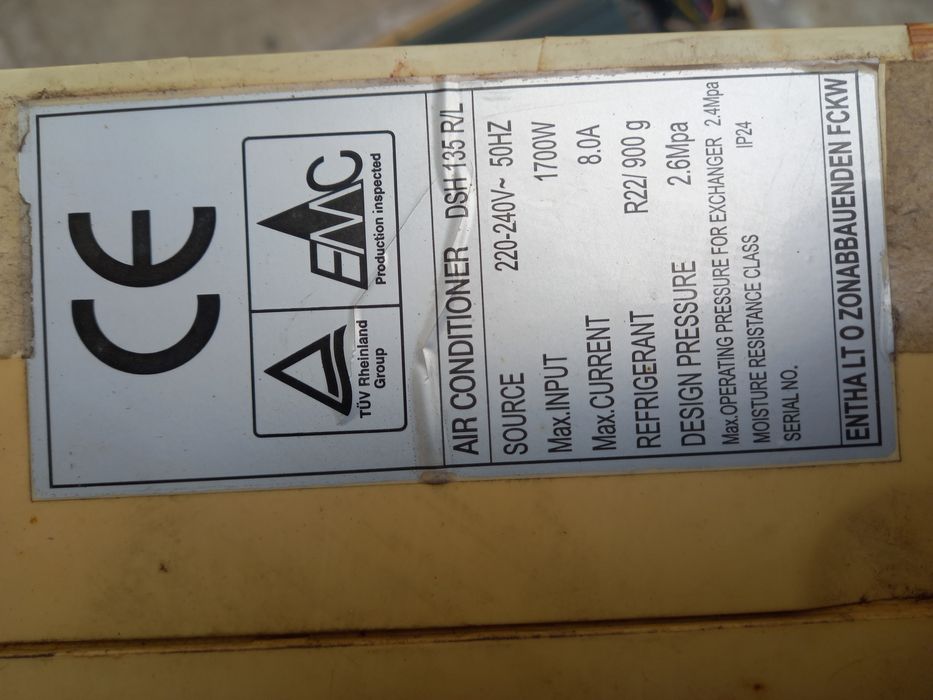 CE
TÜV Rheinland
Group
EMC
Production inspected
AIR CONDITIONER DSH 135 R/L
SOURCE 220-240V~ 50HZ
Max.INPUT 1700W
Max.CURRENT 8.0A
REFRIGERANT R22/ 900 g
DESIGN PRESSURE 2.6Mpa
Max.OPERATING PRESSURE FOR EXCHANGER 2.4Mpa
MOISTURE RESISTANCE CLASS IP24
SERIAL NO.
ENTHA LT O ZONABBAUENDEN FCKW